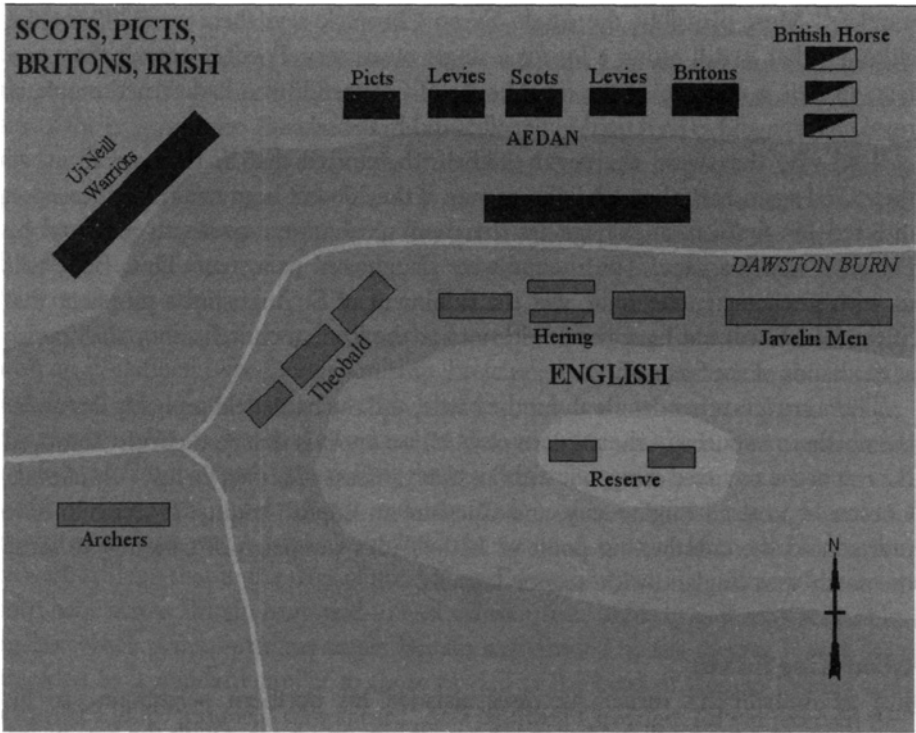 SCOTS, PICTS,
BRITONS, IRISH
British Horse
Picts
Levies
Scots
Levies
Britons
AEDAN
Ui Neill
Warriors
DAWSTON BURN
Theobald
Hering
Javelin Men
ENGLISH
Reserve
Archers
N